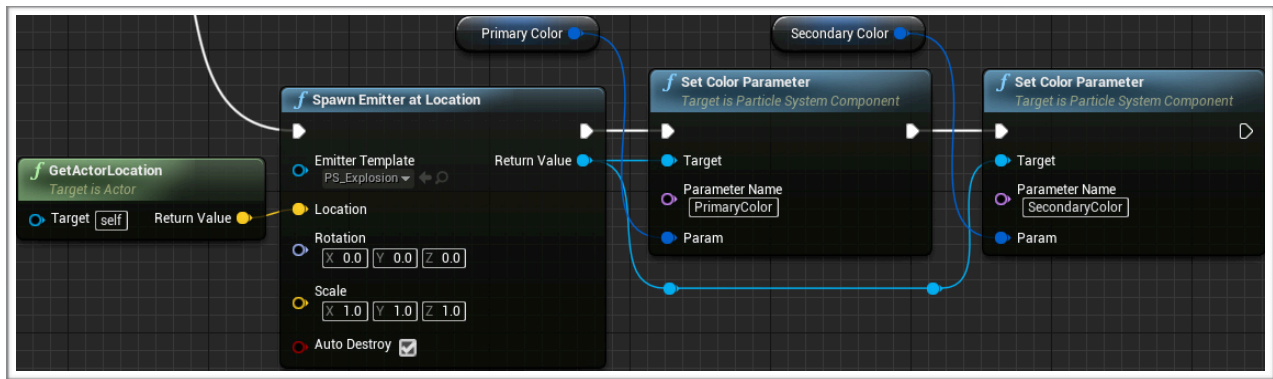 Primary Color
Secondary Color
f Spawn Emitter at Location
Emitter Template
Return Value
PS_Explosion
Location
Rotation
X 0.0 Y 0.0 Z 0.0
Scale
X 1.0 Y 1.0 Z 1.0
Auto Destroy
f GetActorLocation
Target is Actor
Target self
Return Value
f Set Color Parameter
Target is Particle System Component
Target
Parameter Name
PrimaryColor
Param
f Set Color Parameter
Target is Particle System Component
Target
Parameter Name
SecondaryColor
Param